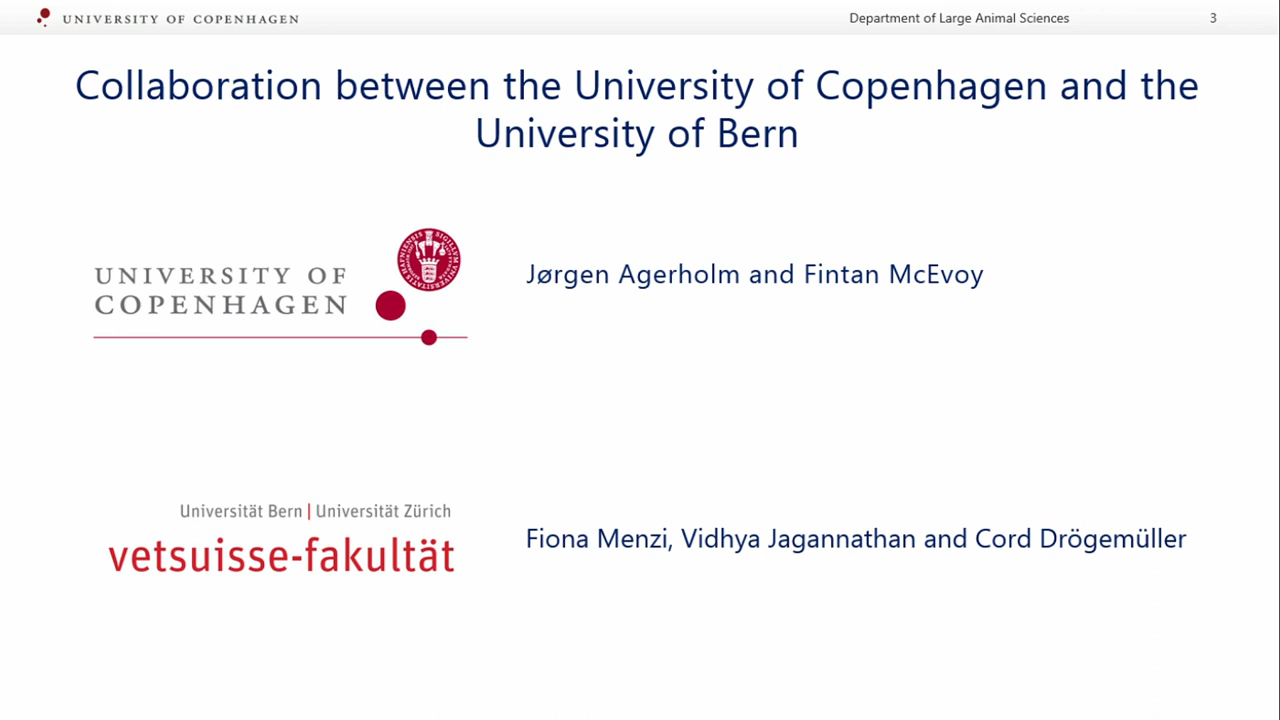 UNIVERSITY OF COPENHAGEN
Department of Large Animal Sciences
3
Collaboration between the University of Copenhagen and the
University of Bern
UNIVERSITY OF
COPENHAGEN
Jørgen Agerholm and Fintan McEvoy
Universität Bern | Universität Zürich
vetsuisse-fakultät
Fiona Menzi, Vidhya Jagannathan and Cord Drögemüller